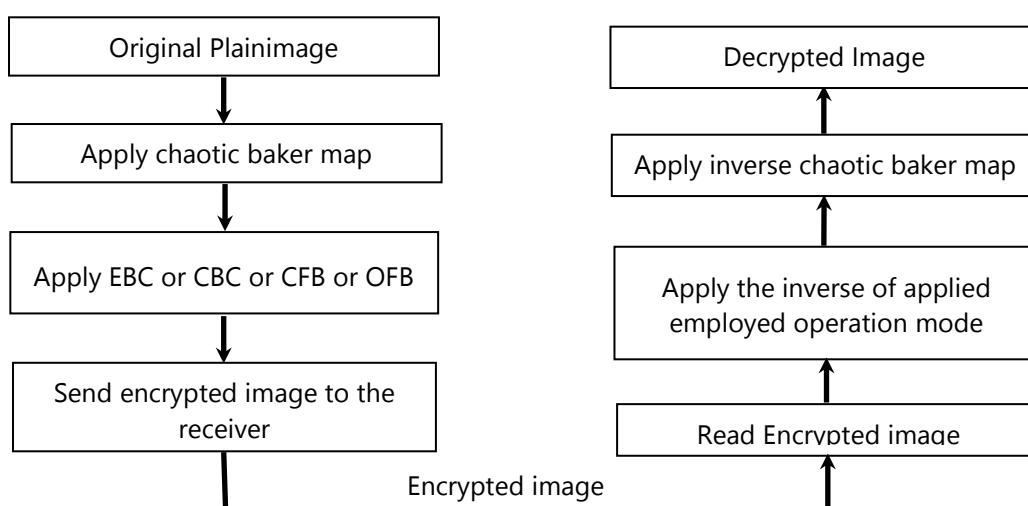 Original Plainimage
Apply chaotic baker map
Apply EBC or CBC or CFB or OFB
Send encrypted image to the
receiver
Encrypted image
Decrypted Image
Apply inverse chaotic baker map
Apply the inverse of applied
employed operation mode
Read Encrypted image